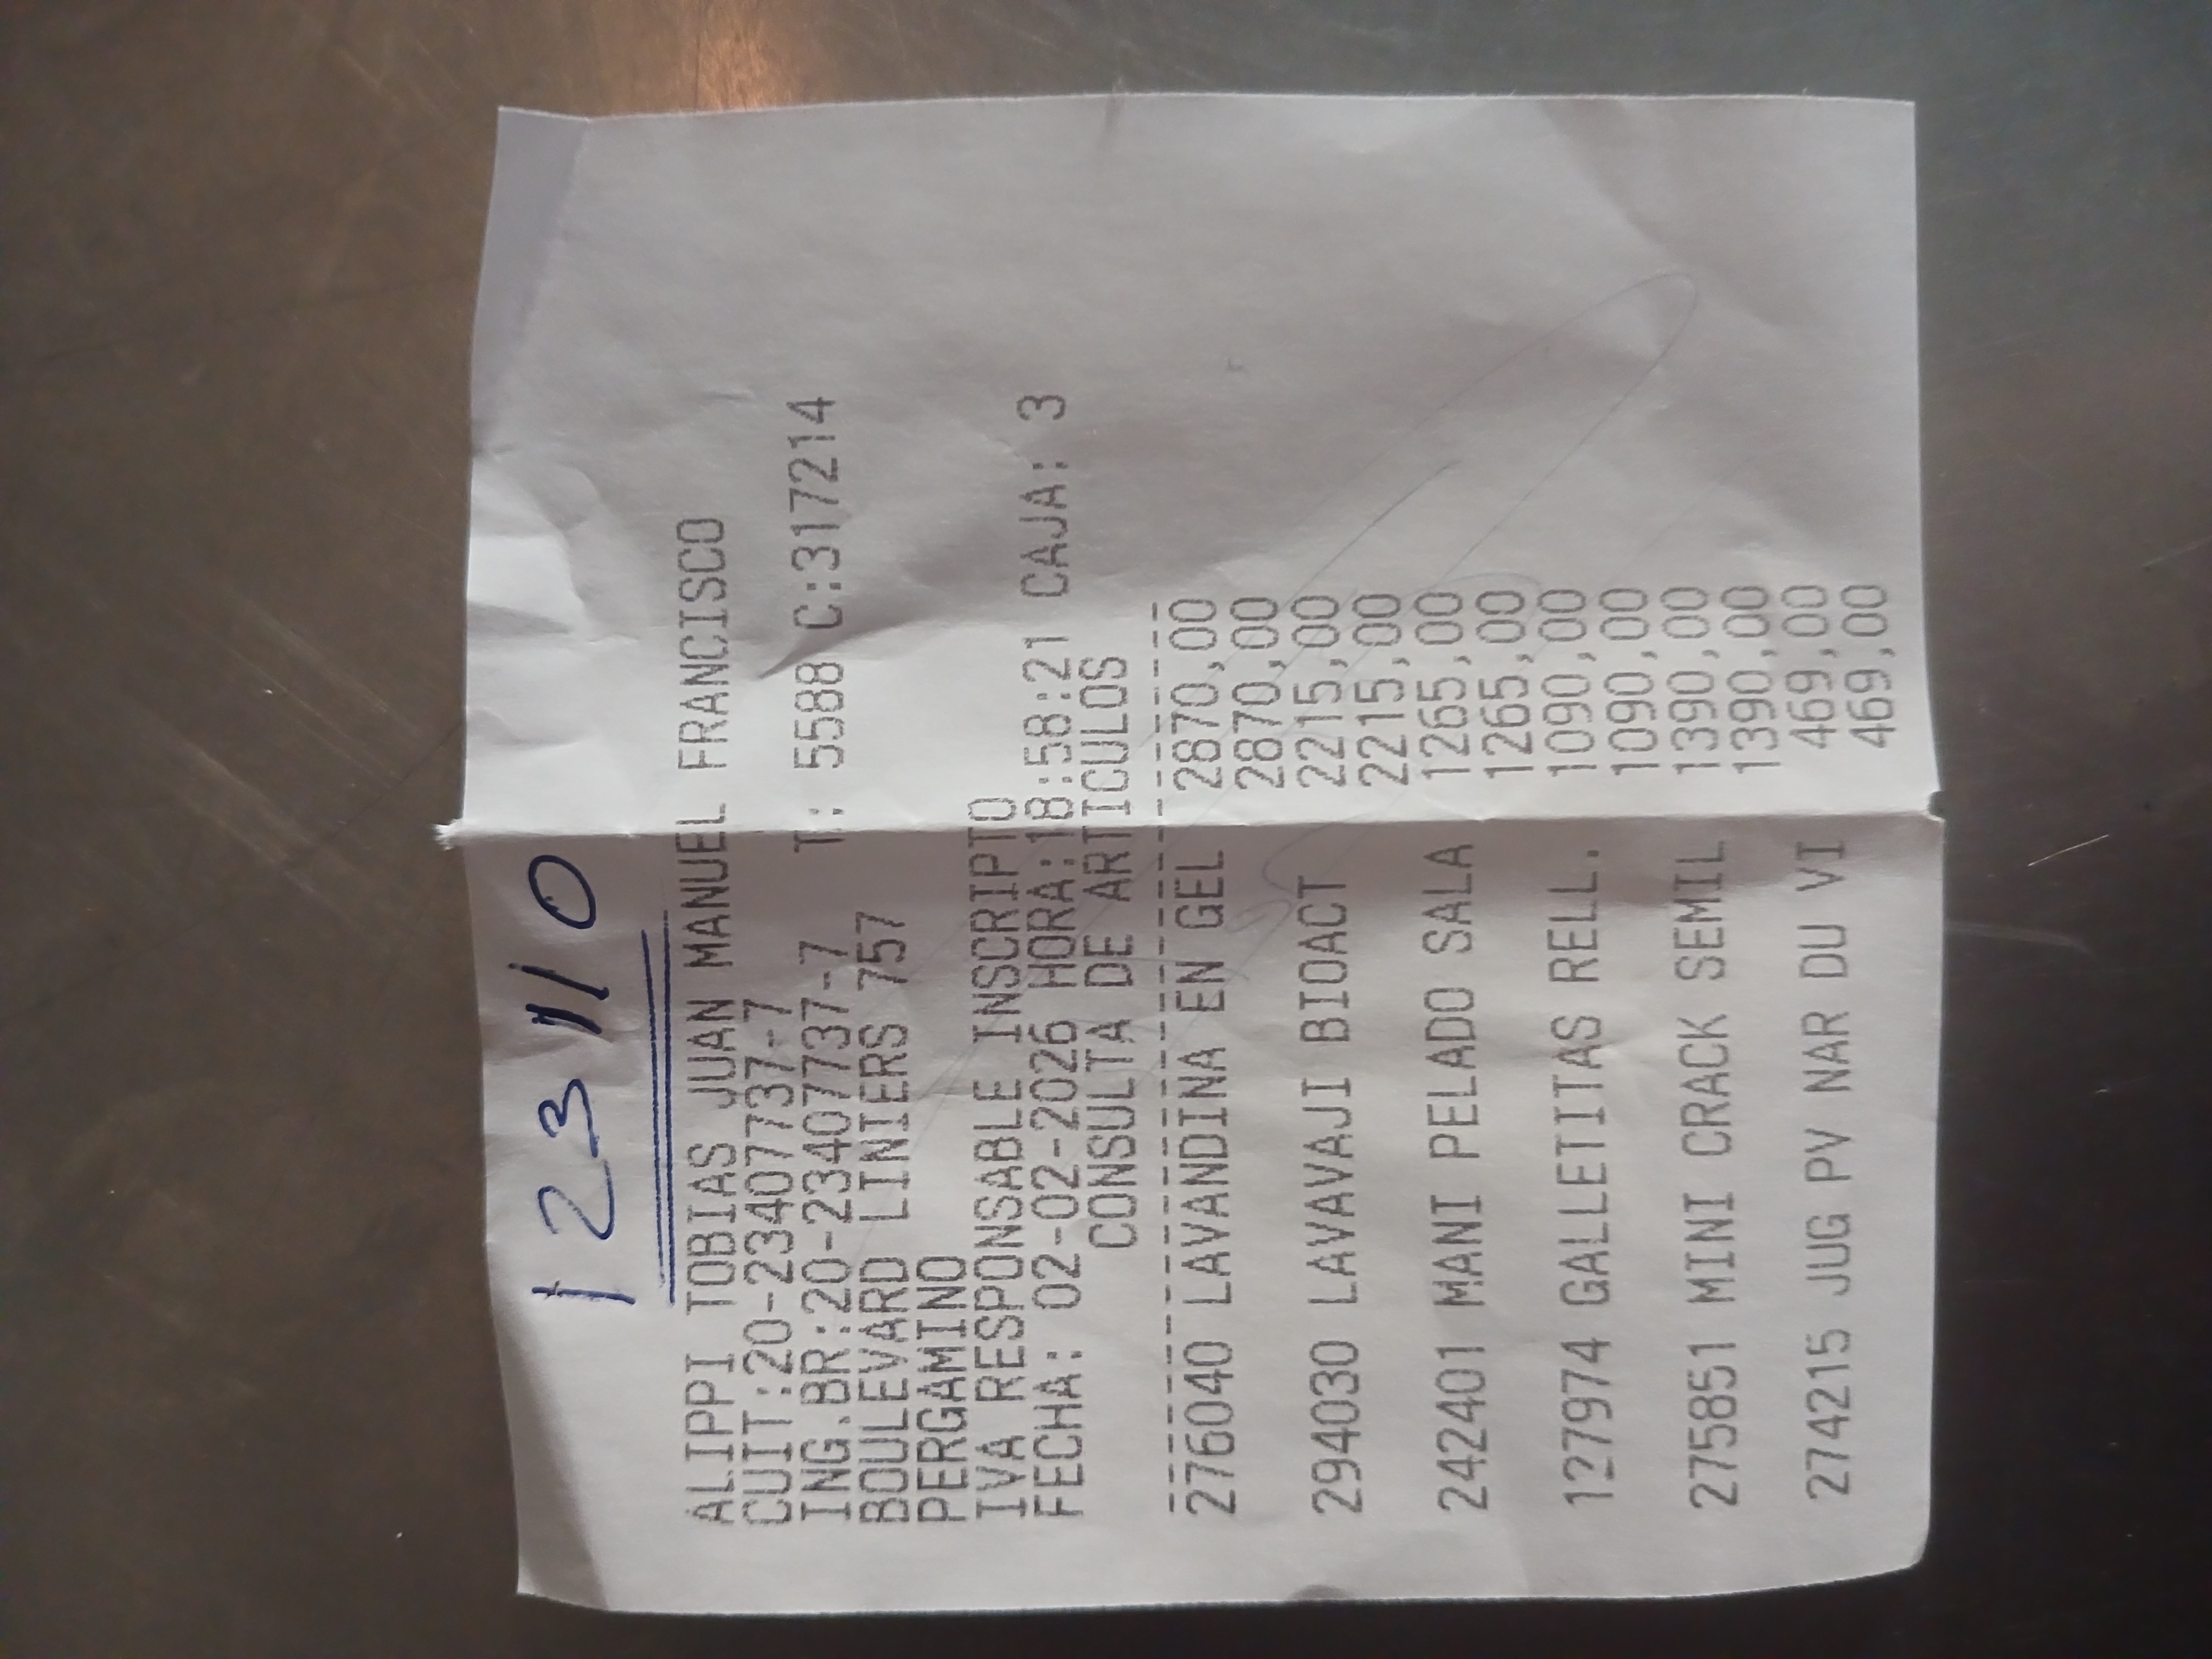 123110
ALIPPI TOBIAS JUAN MANUEL FRANCISCO
CUIT:20-23407737-7
ING.BR:20-23407737-7 T: 5588 C:317214
BOULEVARD LINIERS 757
PERGAMINO
IVA RESPONSABLE INSCRIPTO
FECHA: 02-02-2026 HORA:18:58:21 CAJA: 3
CONSULTA DE ARTICULOS
276040 LAVANDINA EN GEL 2870,00
2870,00
294030 LAVAVAJI BIOACT 2215,00
2215,00
242401 MANI PELADO SALA 1265,00
1265,00
127974 GALLETITAS RELL. 1090,00
1090,00
275851 MINI CRACK SEMIL 1390,00
1390,00
274215 JUG PV NAR DU VI 469,00
469,00